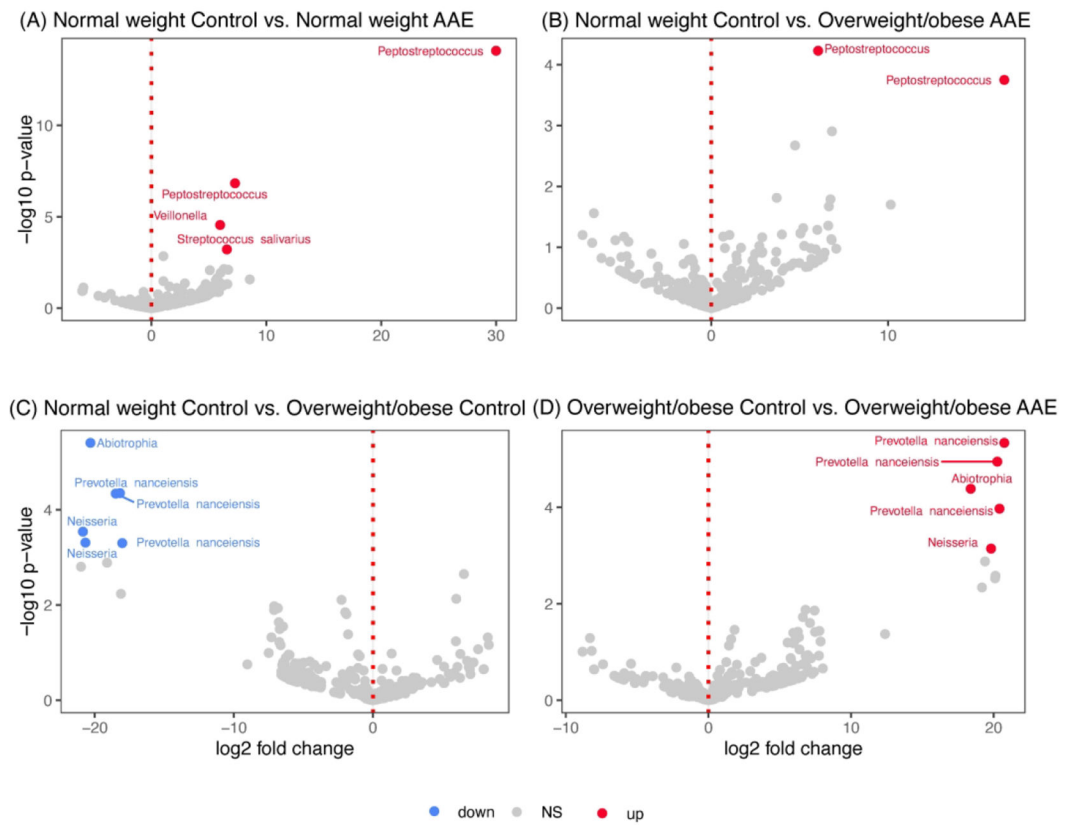 (A) Normal weight Control vs. Normal weight AAE
(B) Normal weight Control vs. Overweight/obese AAE
−log10 p−value
10
5
0
0
10
20
30
Peptostreptococcus
Peptostreptococcus
Veillonella
Streptococcus salivarius
4
3
2
1
0
0
10
Peptostreptococcus
Peptostreptococcus
(C) Normal weight Control vs. Overweight/obese Control
(D) Overweight/obese Control vs. Overweight/obese AAE
−log10 p−value
4
2
0
−20
−10
0
log2 fold change
Abiotrophia
Prevotella nanceiensis
Prevotella nanceiensis
Neisseria
Neisseria
Prevotella nanceiensis
4
2
0
−10
0
10
20
log2 fold change
Prevotella nanceiensis
Prevotella nanceiensis
Abiotrophia
Prevotella nanceiensis
Neisseria
down
NS
up